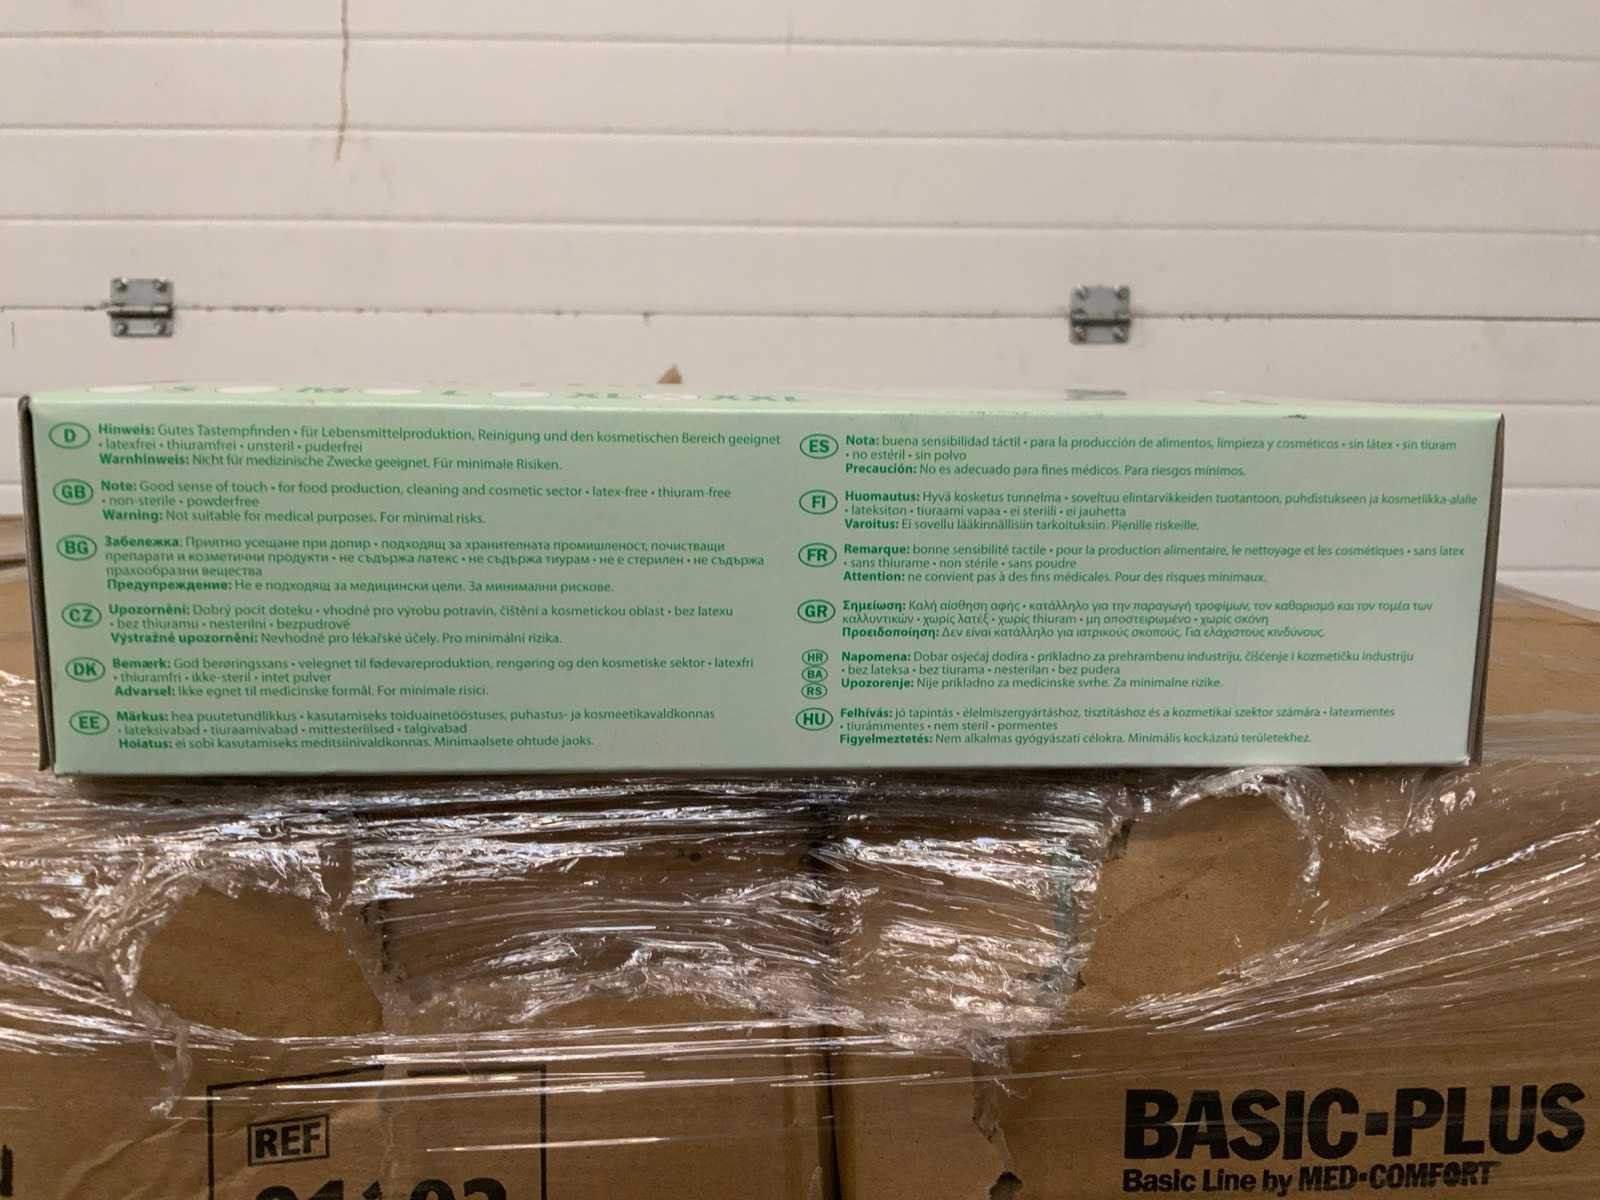 S M L XL XXL
D Hinweis: Gutes Tastempfinden • für Lebensmittelproduktion, Reinigung und den kosmetischen Bereich geeignet
• latexfrei • thiuramfrei • unsteril • puderfrei
Warnhinweis: Nicht für medizinische Zwecke geeignet. Für minimale Risiken.
GB Note: Good sense of touch • for food production, cleaning and cosmetic sector • latex-free • thiuram-free
• non-sterile • powderfree
Warning: Not suitable for medical purposes. For minimal risks.
BG Забележка: Приятно усещане при допир • подходящ за хранителната промишленост, почистващи
препарати и козметични продукти • не съдържа латекс • не съдържа тиурам • не е стерилен • не съдържа
прахообразни вещества
Предупреждение: Не е подходящ за медицински цели. За минимални рискове.
CZ Upozornění: Dobrý pocit doteku • vhodné pro výrobu potravin, čištění a kosmetickou oblast • bez latexu
• bez thiuramu • nesterilní • bezpudrové
Výstražné upozornění: Nevhodné pro lékařské účely. Pro minimální rizika.
DK Bemærk: God berøringssans • velegnet til fødevareproduktion, rengøring og den kosmetiske sektor • latexfri
• thiuramfri • ikke-steril • intet pulver
Advarsel: Ikke egnet til medicinske formål. For minimale risici.
EE Märkus: hea puutetundlikkus • kasutamiseks toiduainetööstuses, puhastus- ja kosmeetikavaldkonnas
• lateksivabad • tiuraamivabad • mittesteriilsed • talgivabad
Hoiatus: ei sobi kasutamiseks meditsiinivaldkonnas. Minimaalsete ohtude jaoks.
ES Nota: buena sensibilidad táctil • para la producción de alimentos, limpieza y cosméticos • sin látex • sin tiuram
• no estéril • sin polvo
Precaución: No es adecuado para fines médicos. Para riesgos mínimos.
FI Huomautus: Hyvä kosketus tunnelma • soveltuu elintarvikkeiden tuotantoon, puhdistukseen ja kosmetiikka-alalle
• lateksiton • tiuraami vapaa • ei steriili • ei jauhetta
Varoitus: Ei sovellu lääkinnällisiin tarkoituksiin. Pienille riskeille.
FR Remarque: bonne sensibilité tactile • pour la production alimentaire, le nettoyage et les cosmétiques • sans latex
• sans thiurame • non stérile • sans poudre
Attention: ne convient pas à des fins médicales. Pour des risques minimaux.
GR Σημείωση: Καλή αίσθηση αφής • κατάλληλο για την παραγωγή τροφίμων, τον καθαρισμό και τον τομέα των
καλλυντικών • χωρίς λατέξ • χωρίς thiuram • μη αποστειρωμένο • χωρίς σκόνη
Προειδοποίηση: Δεν είναι κατάλληλο για ιατρικούς σκοπούς. Για ελάχιστους κινδύνους.
HR Napomena: Dobar osjećaj dodira • prikladno za prehrambenu industriju, čišćenje i kozmetičku industriju
BA • bez lateksa • bez tiurama • nesterilan • bez pudera
RS Upozorenje: Nije prikladno za medicinske svrhe. Za minimalne rizike.
HU Felhívás: jó tapintás • élelmiszergyártáshoz, tisztításhoz és a kozmetikai szektor számára • latexmentes
• tiurámmentes • nem steril • pormentes
Figyelmeztetés: Nem alkalmas gyógyászati célokra. Minimális kockázatú területekhez.
REF
BASIC-PLUS
Basic Line by MED-COMFORT